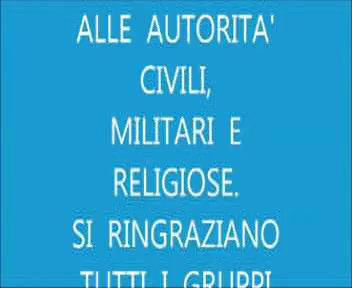 ALLE AUTORITA'
CIVILI,
MILITARI E
RELIGIOSE.
SI RINGRAZIANO
TUTTI I GRUPPI